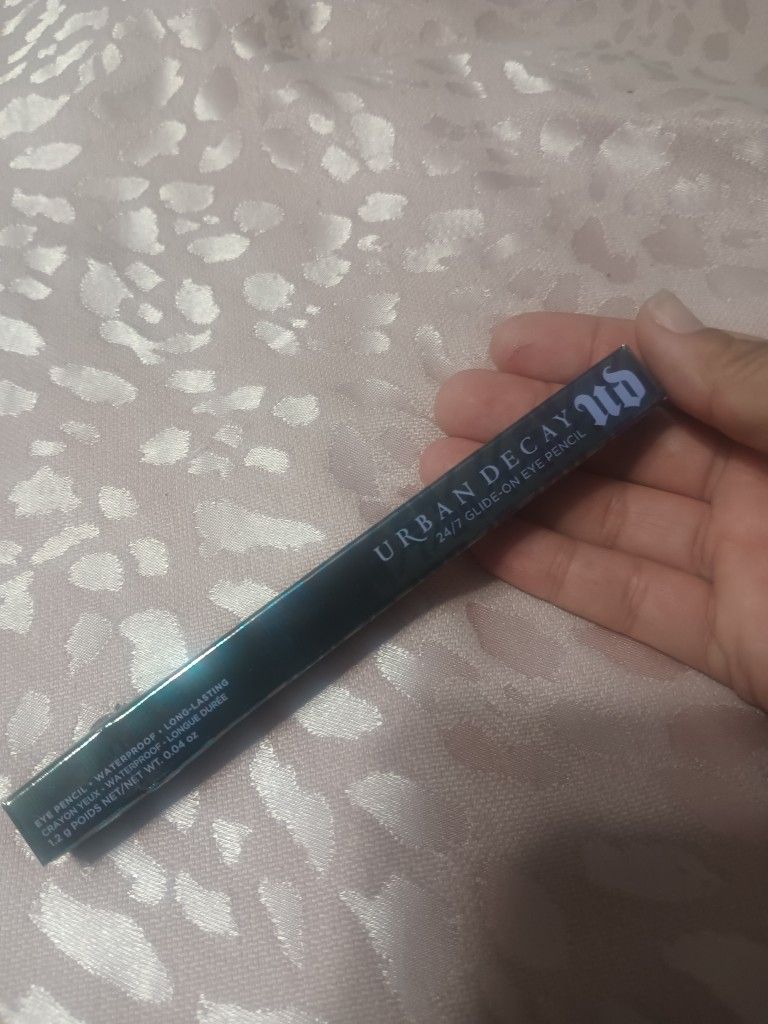 URBAN DECAY UD
24/7 GLIDE-ON EYE PENCIL
EYE PENCIL • WATERPROOF • LONG-LASTING
CRAYON YEUX • WATERPROOF • LONGUE DURÉE
1.2 g POIDS NET/NET WT. 0.04 oz